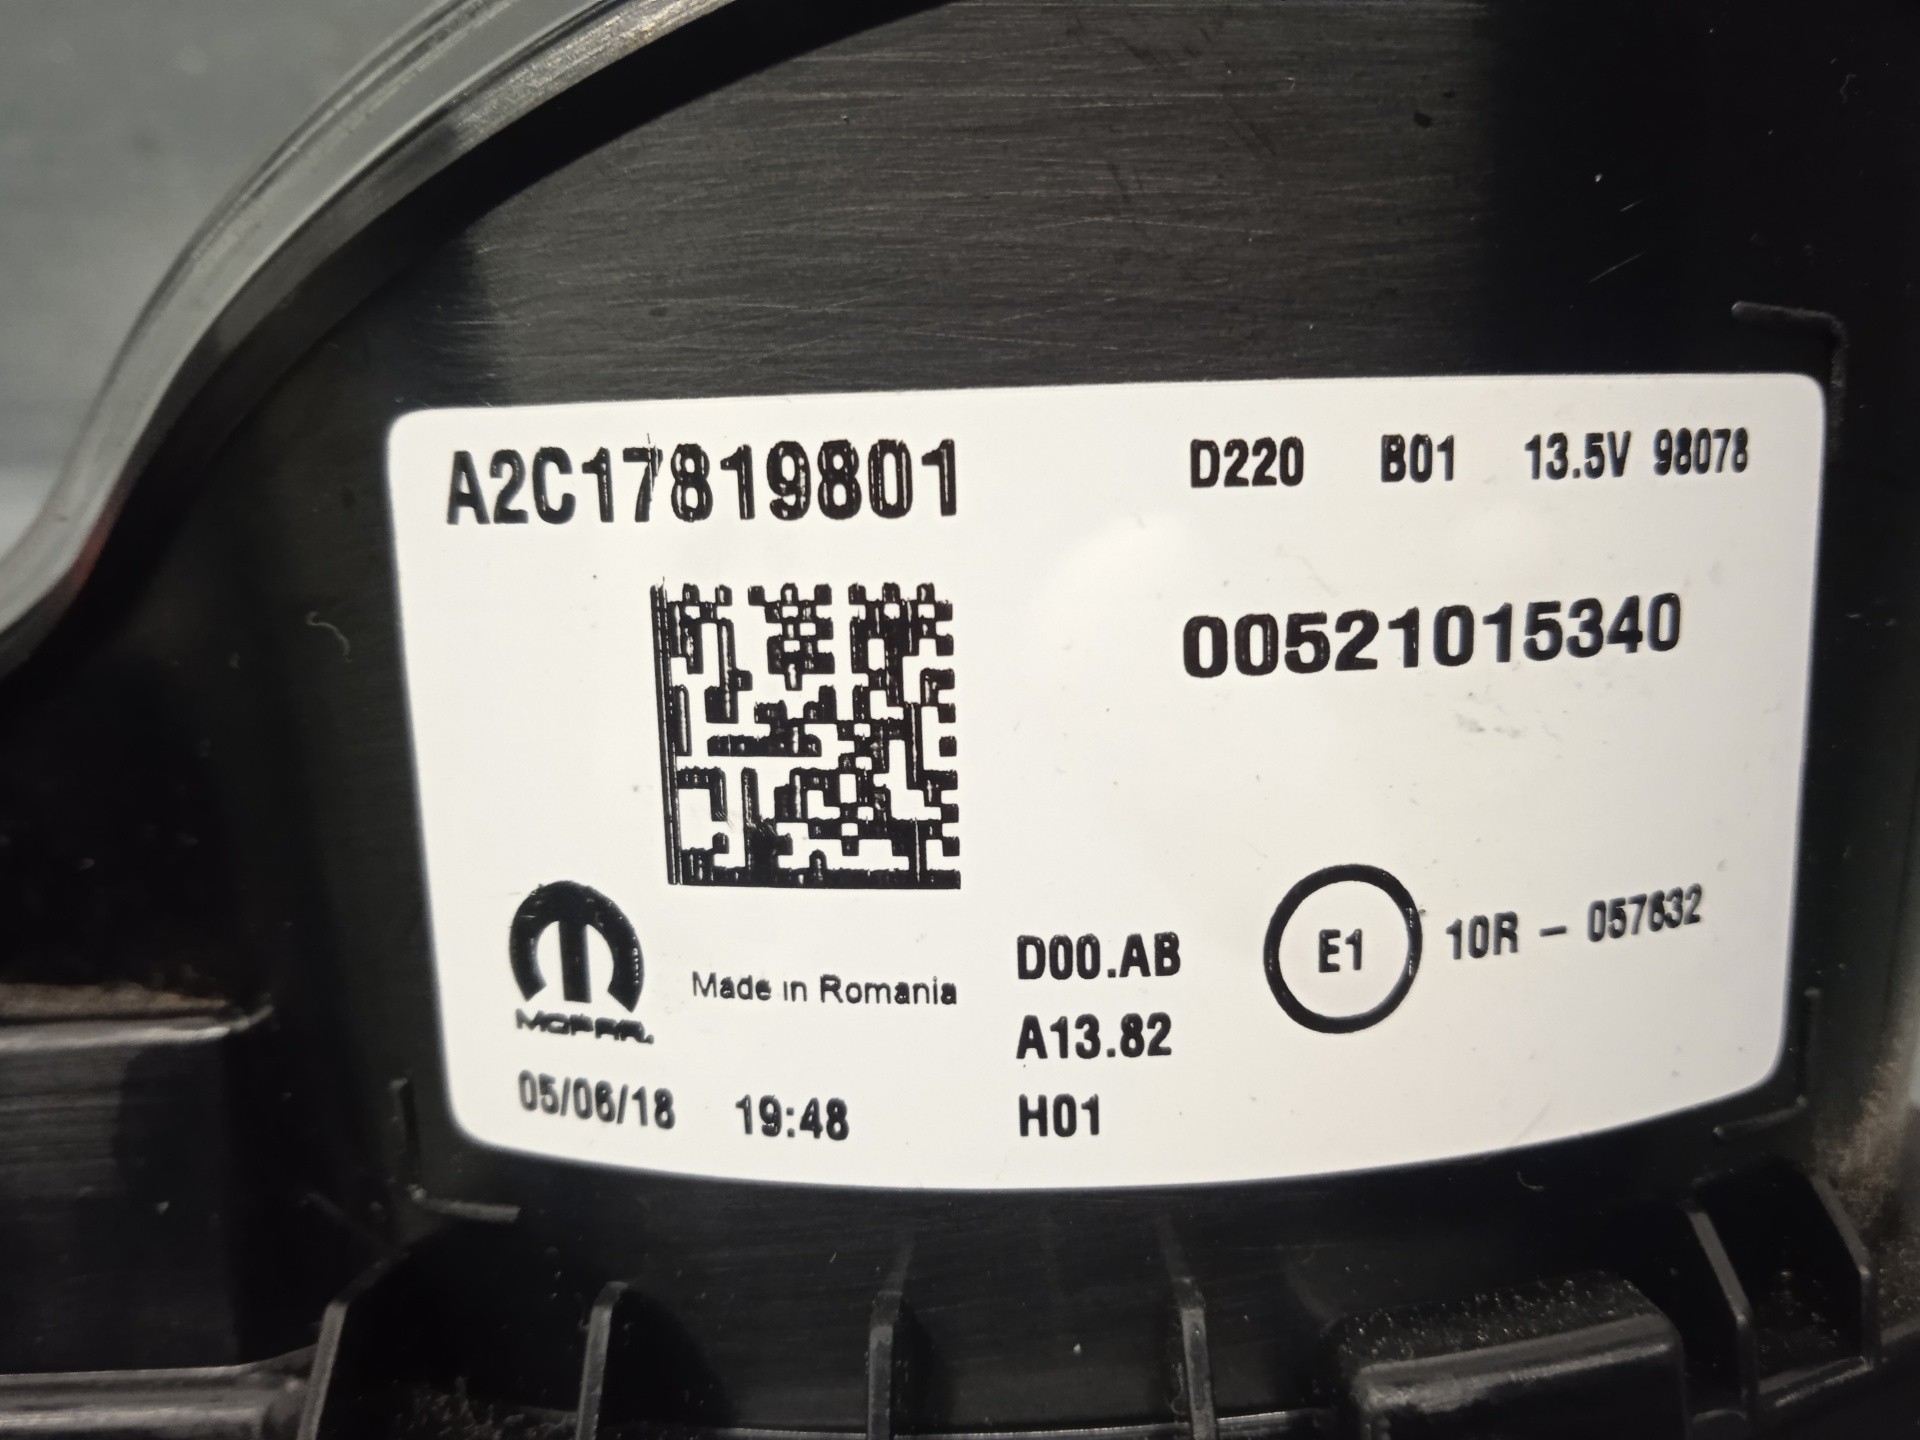 A2C17819801
D220 B01 13.5V 98078
00521015340
MOPAR.
Made in Romania
D00.AB
E1 10R - 057632
A13.82
05/06/18 19:48
H01